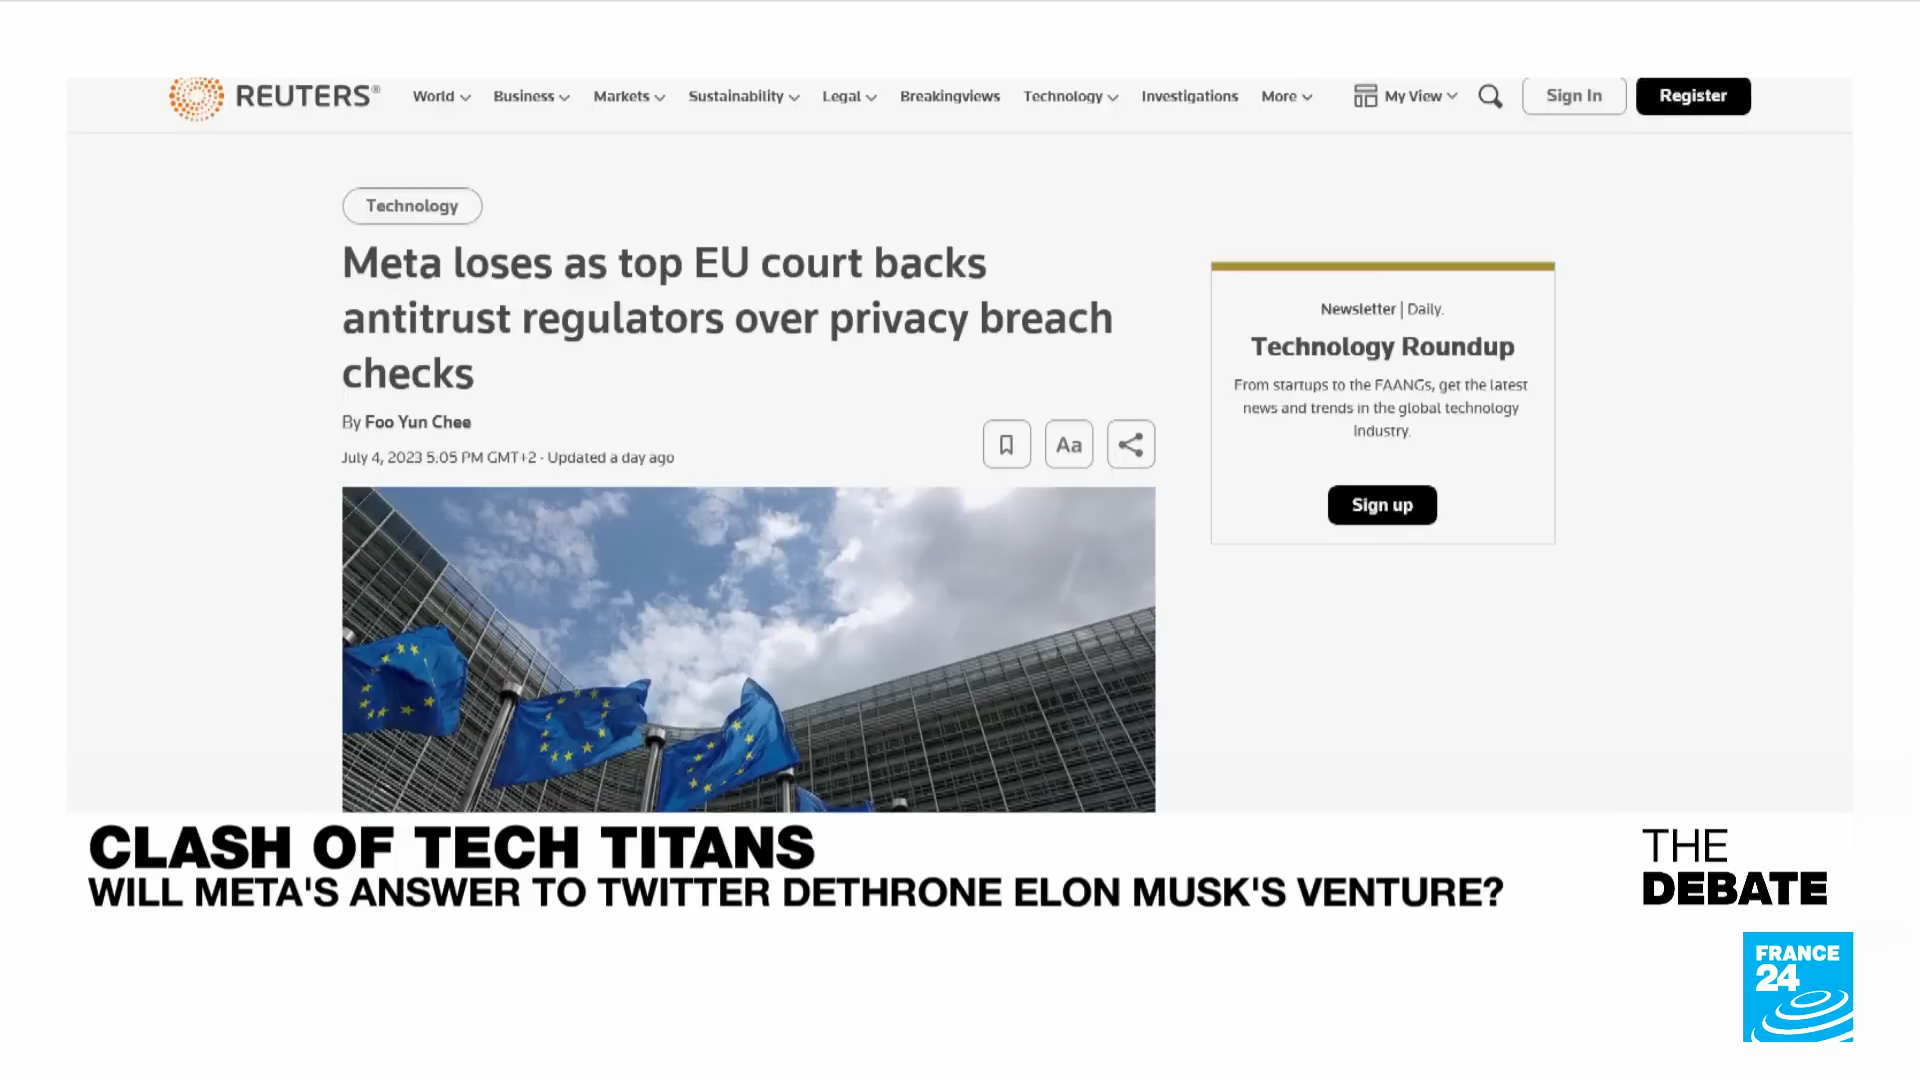 REUTERS®
World
Business
Markets
Sustainability
Legal
Breakingviews
Technology
Investigations
More
My View
Sign In
Register
Technology
Meta loses as top EU court backs
antitrust regulators over privacy breach
checks
By Foo Yun Chee
July 4, 2023 5:05 PM GMT+2 · Updated a day ago
Aa
Newsletter | Daily.
Technology Roundup
From startups to the FAANGs, get the latest
news and trends in the global technology
industry.
Sign up
CLASH OF TECH TITANS
WILL META'S ANSWER TO TWITTER DETHRONE ELON MUSK'S VENTURE?
THE
DEBATE
FRANCE
24